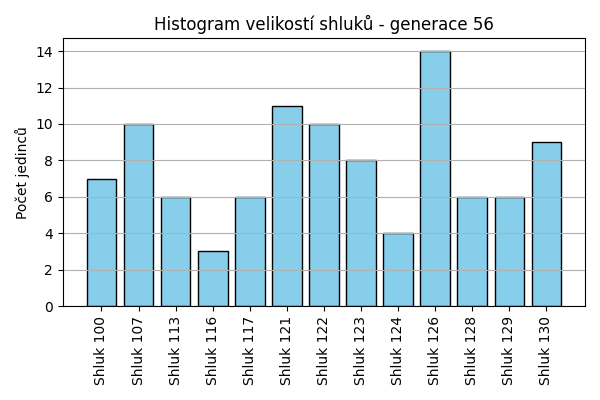 Histogram velikostí shluků - generace 56
Počet jedinců
14
12
10
8
6
4
2
0
Shluk 100
Shluk 107
Shluk 113
Shluk 116
Shluk 117
Shluk 121
Shluk 122
Shluk 123
Shluk 124
Shluk 126
Shluk 128
Shluk 129
Shluk 130